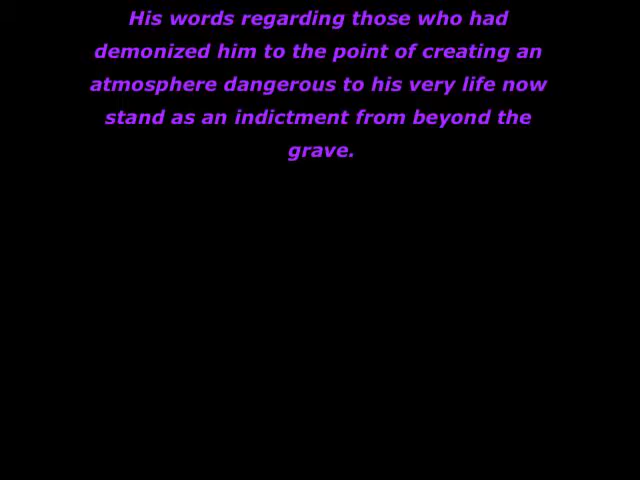 His words regarding those who had
demonized him to the point of creating an
atmosphere dangerous to his very life now
stand as an indictment from beyond the
grave.